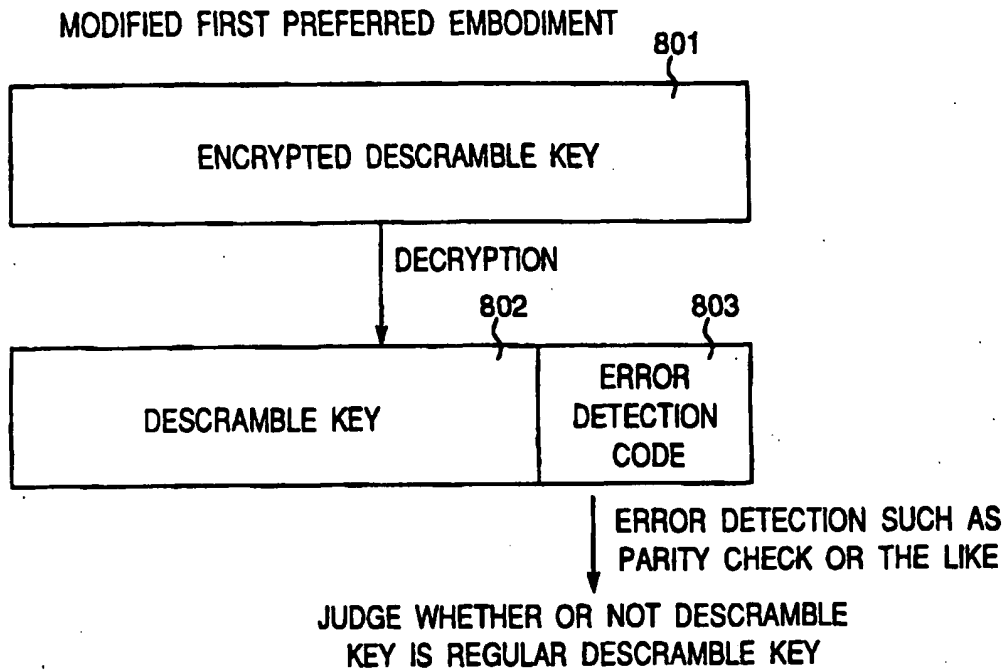 MODIFIED FIRST PREFERRED EMBODIMENT
801
ENCRYPTED DESCRAMBLE KEY
DECRYPTION
802
803
DESCRAMBLE KEY
ERROR
DETECTION
CODE
ERROR DETECTION SUCH AS
PARITY CHECK OR THE LIKE
JUDGE WHETHER OR NOT DESCRAMBLE
KEY IS REGULAR DESCRAMBLE KEY